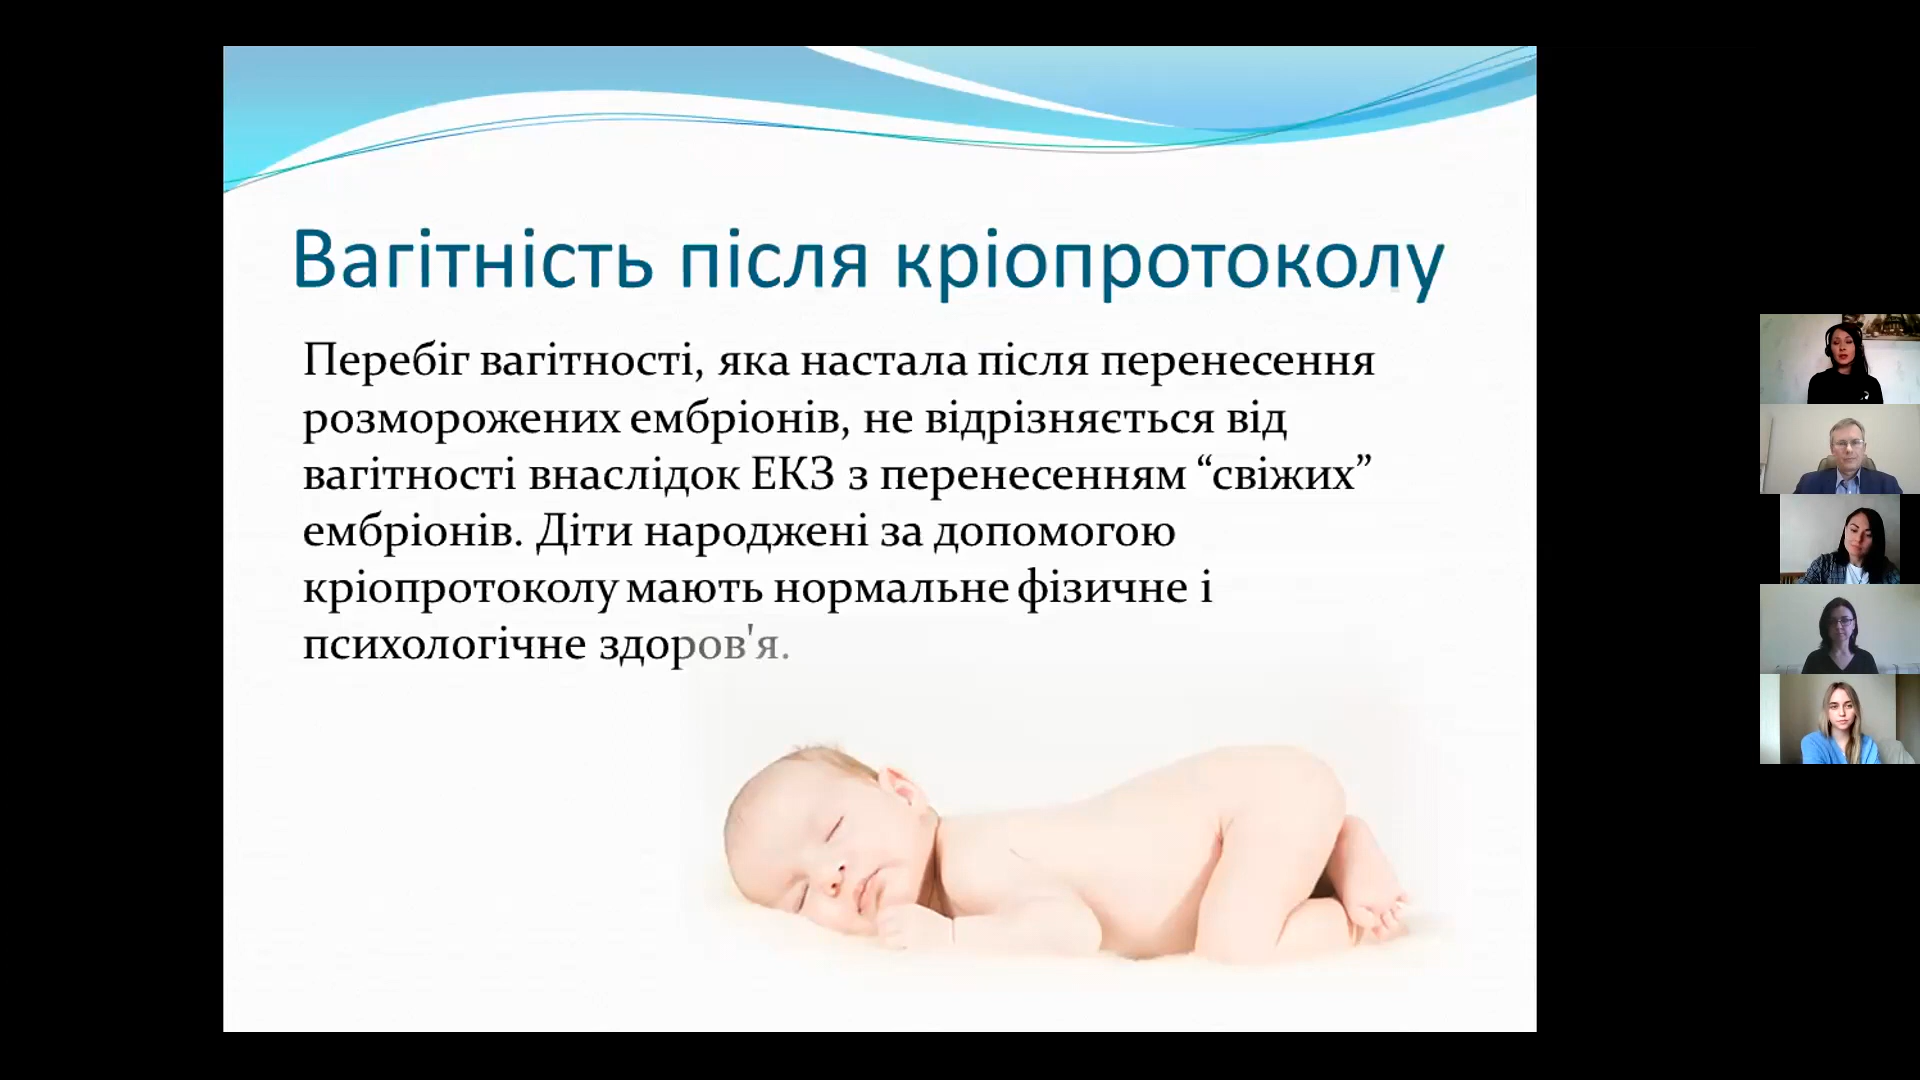 Вагітність після кріопротоколу
Перебіг вагітності, яка настала після перенесення
розморожених ембріонів, не відрізняється від
вагітності внаслідок ЕКЗ з перенесенням “свіжих”
ембріонів. Діти народжені за допомогою
кріопротоколу мають нормальне фізичне і
психологічне здоров'я.